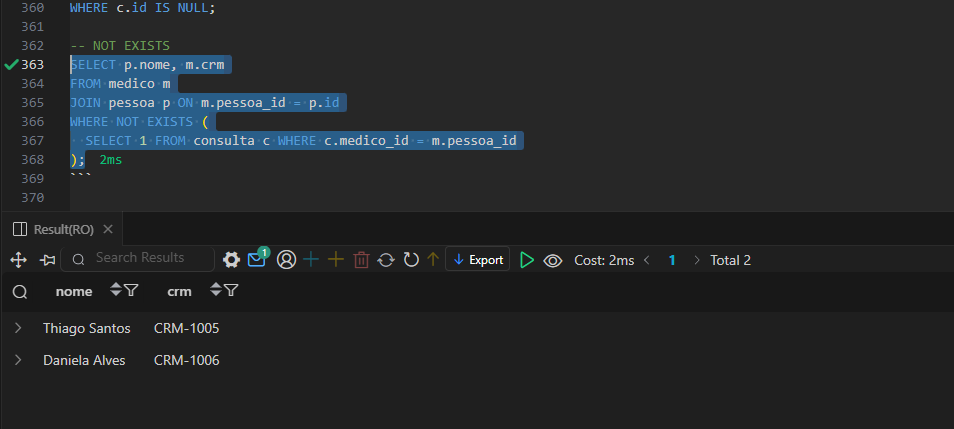 360 WHERE c.id IS NULL;
361
362 -- NOT EXISTS
363 SELECT p.nome, m.crm
364 FROM medico m
365 JOIN pessoa p ON m.pessoa_id = p.id
366 WHERE NOT EXISTS (
367   SELECT 1 FROM consulta c WHERE c.medico_id = m.pessoa_id
368 ); 2ms
369 ```
370
Result(RO)
Search Results 1 Export Cost: 2ms 1 Total 2
nome crm
Thiago Santos CRM-1005
Daniela Alves CRM-1006